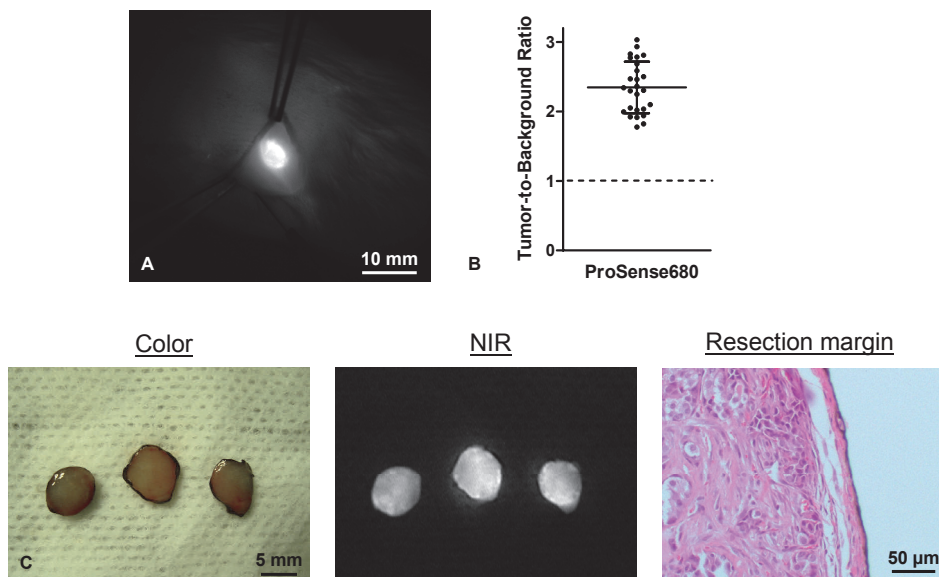 A
10 mm
B
Tumor-to-Background Ratio
3
2
1
0
ProSense680
Color
NIR
Resection margin
C
5 mm
50 µm